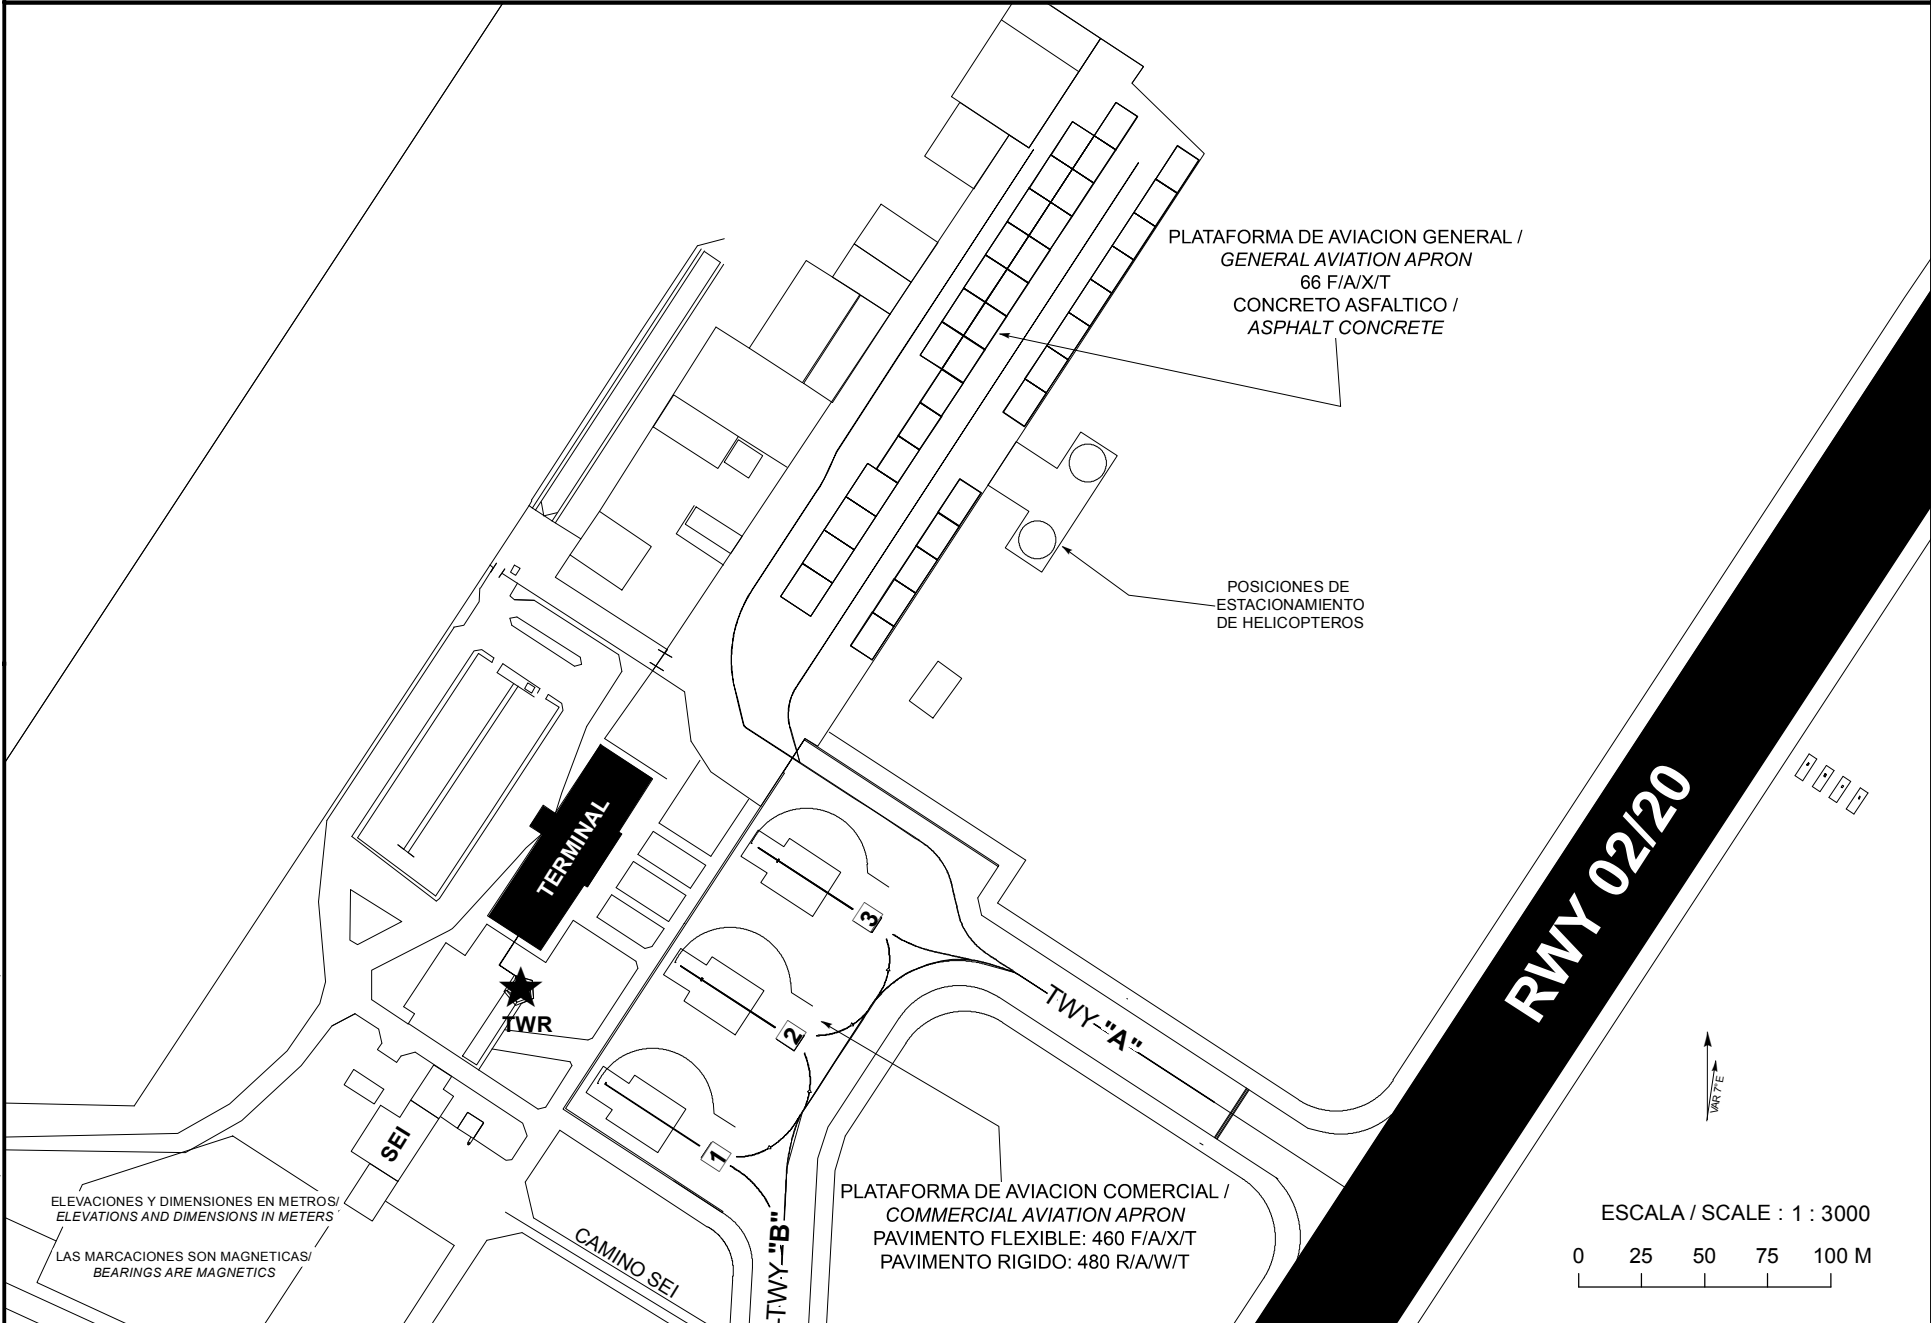 PLATAFORMA DE AVIACION GENERAL /
GENERAL AVIATION APRON
66 F/A/X/T
CONCRETO ASFALTICO /
ASPHALT CONCRETE
POSICIONES DE
ESTACIONAMIENTO
DE HELICOPTEROS
TERMINAL
RWY 02/20
3
2
1
TWY "A"
TWR
SEI
VAR 7° E
PLATAFORMA DE AVIACION COMERCIAL /
COMMERCIAL AVIATION APRON
PAVIMENTO FLEXIBLE: 460 F/A/X/T
PAVIMENTO RIGIDO: 480 R/A/W/T
TWY "B"
CAMINO SEI
ELEVACIONES Y DIMENSIONES EN METROS/
ELEVATIONS AND DIMENSIONS IN METERS
LAS MARCACIONES SON MAGNETICAS/
BEARINGS ARE MAGNETICS
ESCALA / SCALE : 1 : 3000
0 25 50 75 100 M